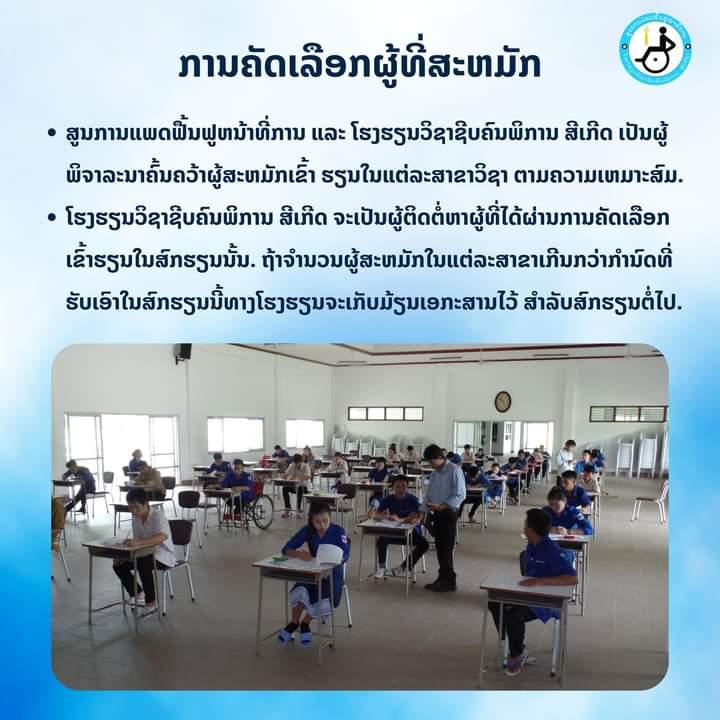 ການຄັດເລືອກຜູ້ທີ່ສະຫມັກ
• ສູນການແພດຟື້ນຟູຫນ້າທີ່ການ ແລະ ໂຮງຮຽນວິຊາຊີບຄົນພິການ ສີເກີດ ເປັນຜູ້
ພິຈາລະນາຄົ້ນຄວ້າຜູ້ສະຫມັກເຂົ້າ ຮຽນໃນແຕ່ລະສາຂາວິຊາ ຕາມຄວາມເຫມາະສົມ.
• ໂຮງຮຽນວິຊາຊີບຄົນພິການ ສີເກີດ ຈະເປັນຜູ້ຕິດຕໍ່ຫາຜູ້ທີ່ໄດ້ຜ່ານການຄັດເລືອກ
ເຂົ້າຮຽນໃນສົກຮຽນນັ້ນ. ຖ້າຈຳນວນຜູ້ສະຫມັກໃນແຕ່ລະສາຂາເກີນກວ່າກຳນົດທີ່
ຮັບເອົາໃນສົກຮຽນນີ້ທາງໂຮງຮຽນຈະເກັບມ້ຽນເອກະສານໄວ້ ສຳລັບສົກຮຽນຕໍ່ໄປ.